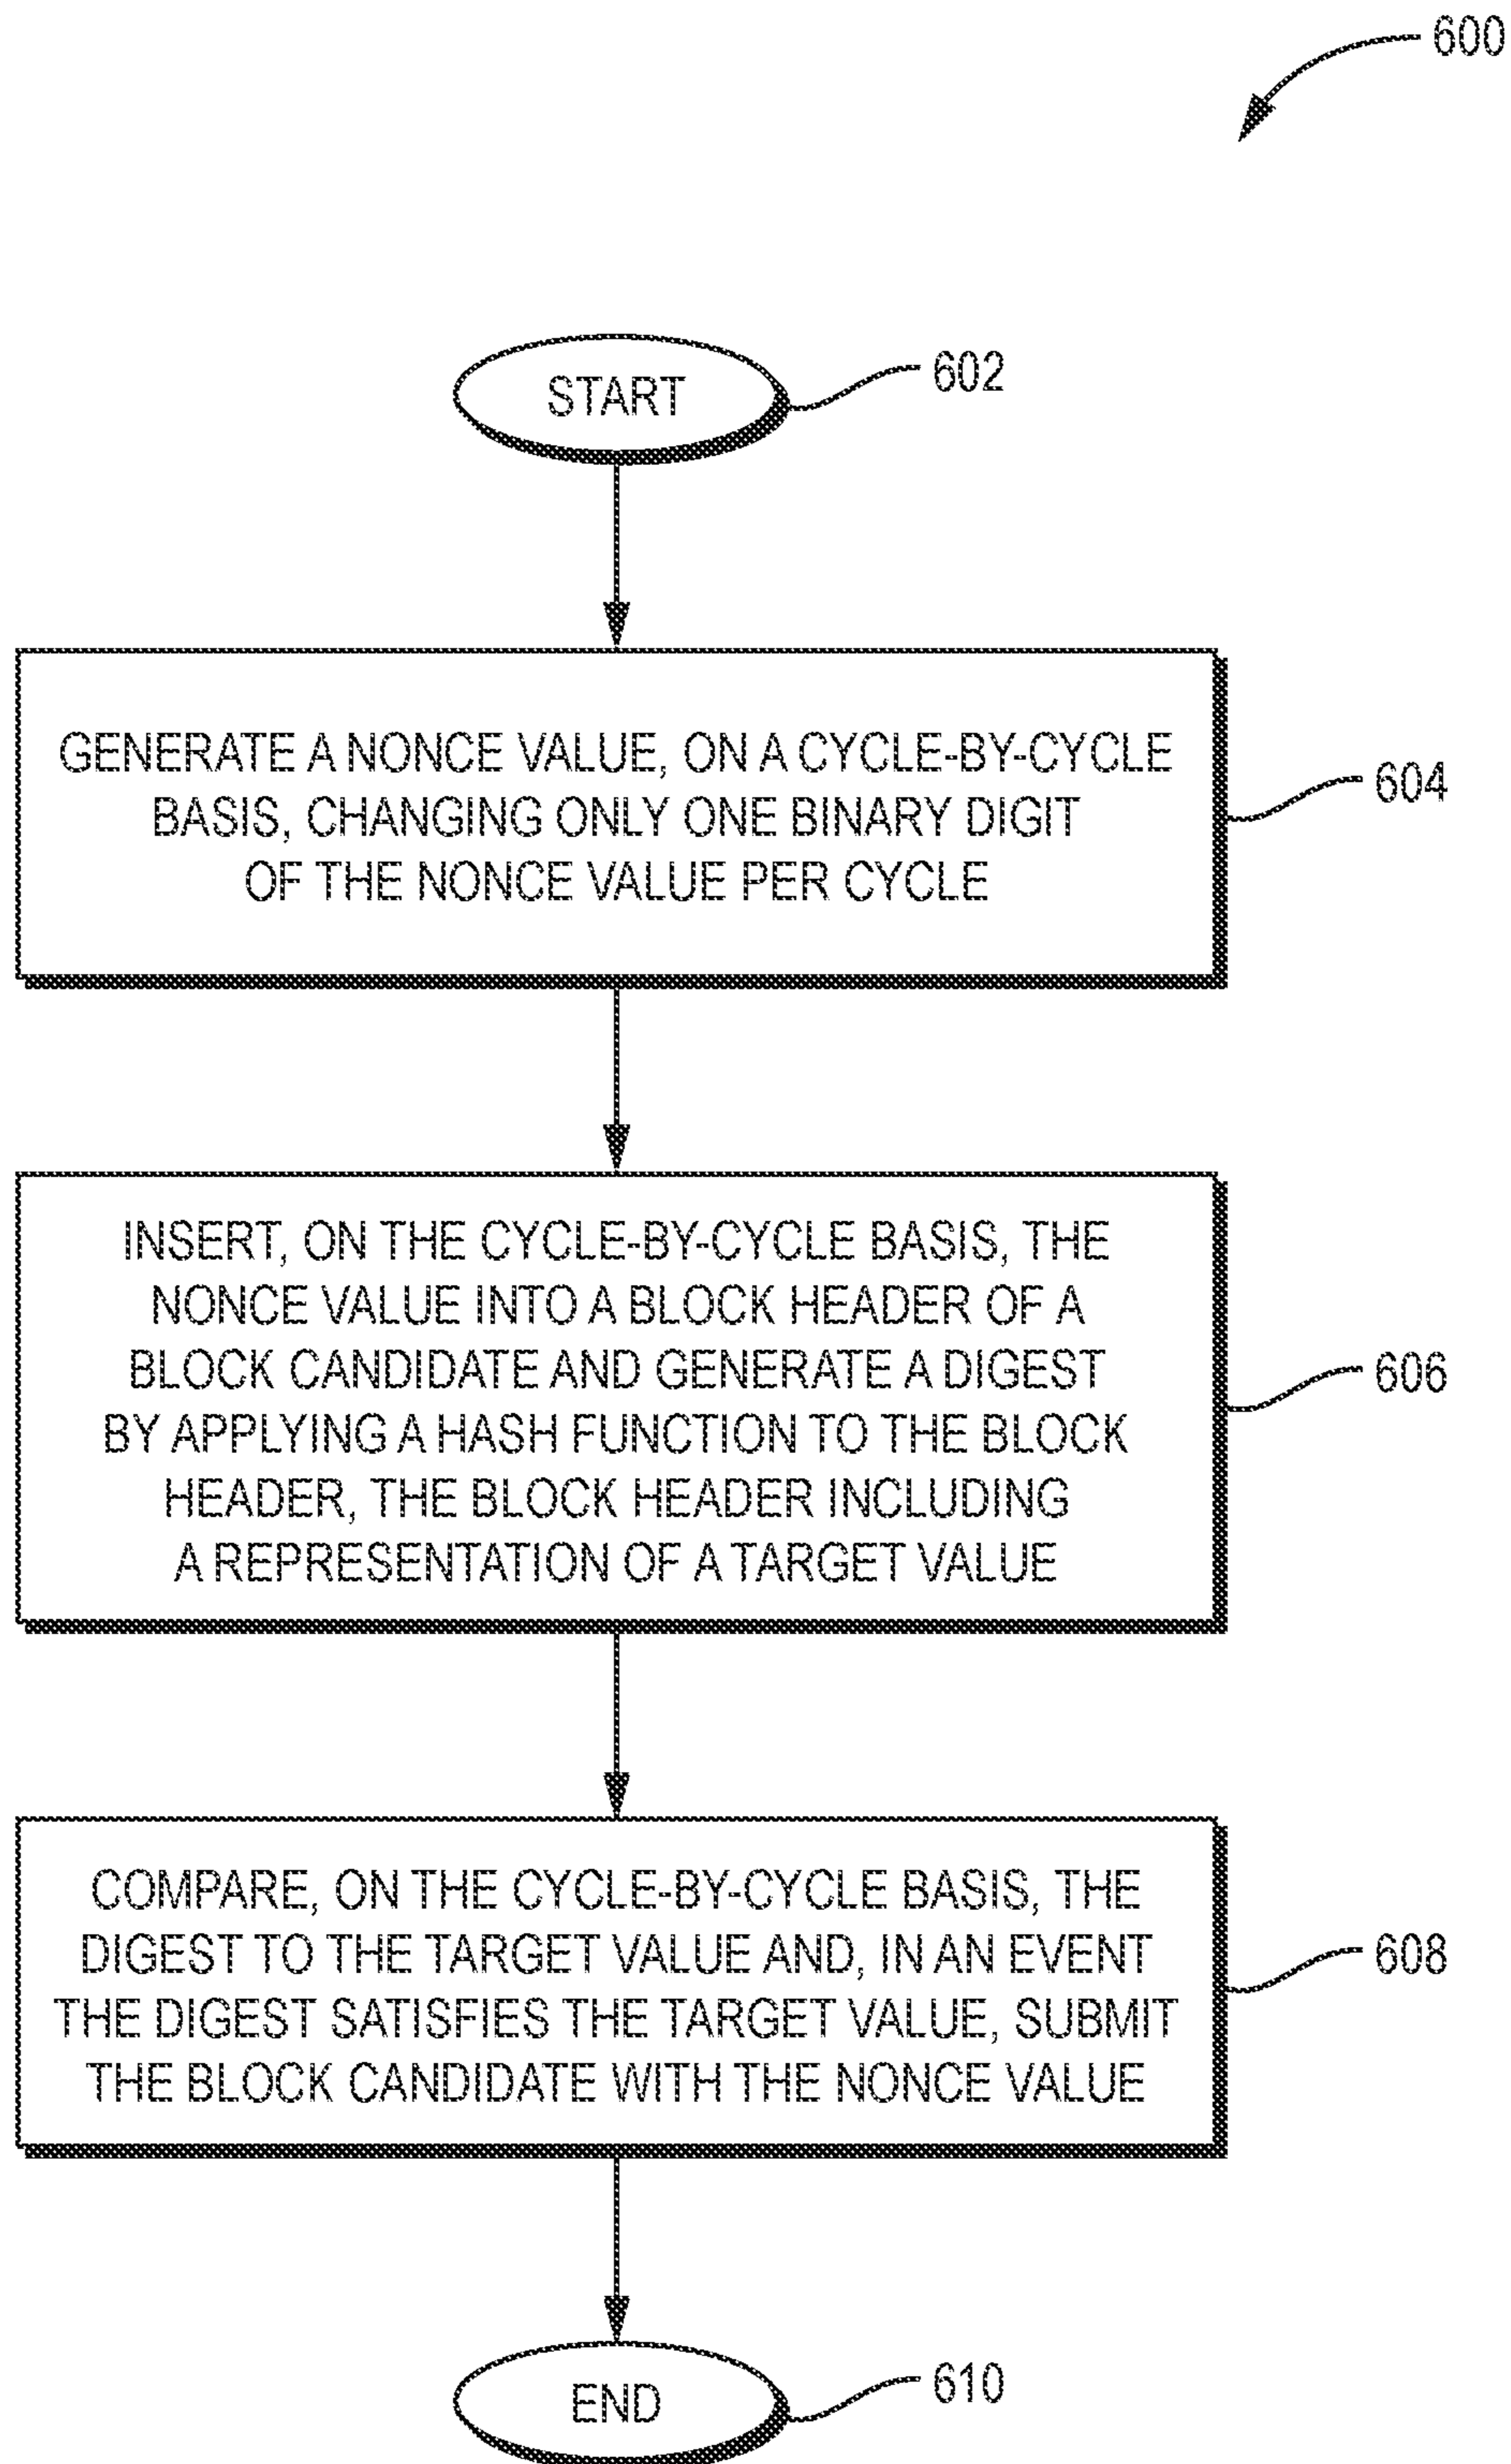 600
START
602
GENERATE A NONCE VALUE, ON A CYCLE-BY-CYCLE
BASIS, CHANGING ONLY ONE BINARY DIGIT
OF THE NONCE VALUE PER CYCLE
604
INSERT, ON THE CYCLE-BY-CYCLE BASIS, THE
NONCE VALUE INTO A BLOCK HEADER OF A
BLOCK CANDIDATE AND GENERATE A DIGEST
BY APPLYING A HASH FUNCTION TO THE BLOCK
HEADER, THE BLOCK HEADER INCLUDING
A REPRESENTATION OF A TARGET VALUE
606
COMPARE, ON THE CYCLE-BY-CYCLE BASIS, THE
DIGEST TO THE TARGET VALUE AND, IN AN EVENT
THE DIGEST SATISFIES THE TARGET VALUE, SUBMIT
THE BLOCK CANDIDATE WITH THE NONCE VALUE
608
END
610